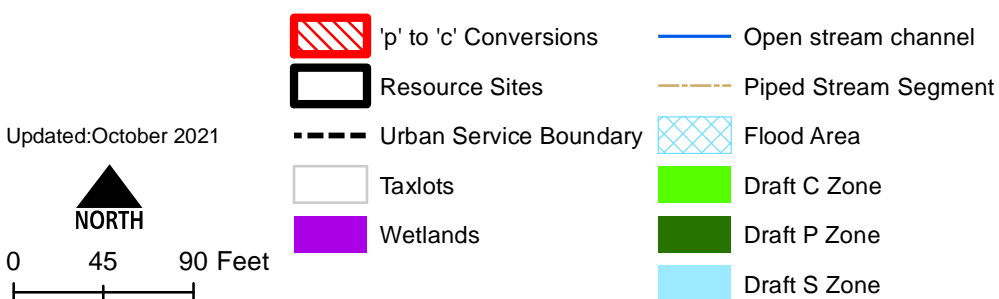 Updated:October 2021
NORTH
0 45 90 Feet
'p' to 'c' Conversions
Resource Sites
Urban Service Boundary
Taxlots
Wetlands
Open stream channel
Piped Stream Segment
Flood Area
Draft C Zone
Draft P Zone
Draft S Zone